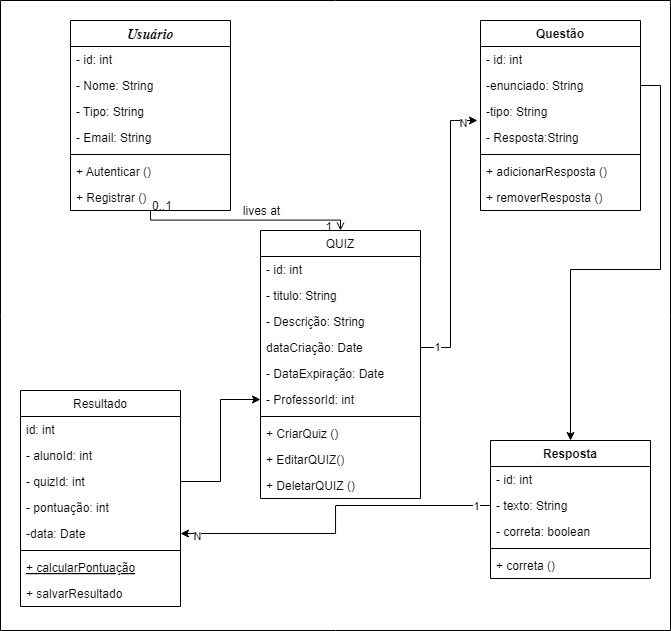 Usuário
- id: int
- Nome: String
- Tipo: String
- Email: String
+ Autenticar ()
+ Registrar ()
0..1
lives at
1
QUIZ
- id: int
- titulo: String
- Descrição: String
dataCriação: Date
- DataExpiração: Date
- ProfessorId: int
+ CriarQuiz ()
+ EditarQUIZ()
+ DeletarQUIZ ()
1
N
Questão
- id: int
-enunciado: String
-tipo: String
- Resposta:String
+ adicionarResposta ()
+ removerResposta ()
Resultado
id: int
- alunoId: int
- quizId: int
- pontuação: int
-data: Date
+ calcularPontuação
+ salvarResultado
N
1
Resposta
- id: int
- texto: String
- correta: boolean
+ correta ()